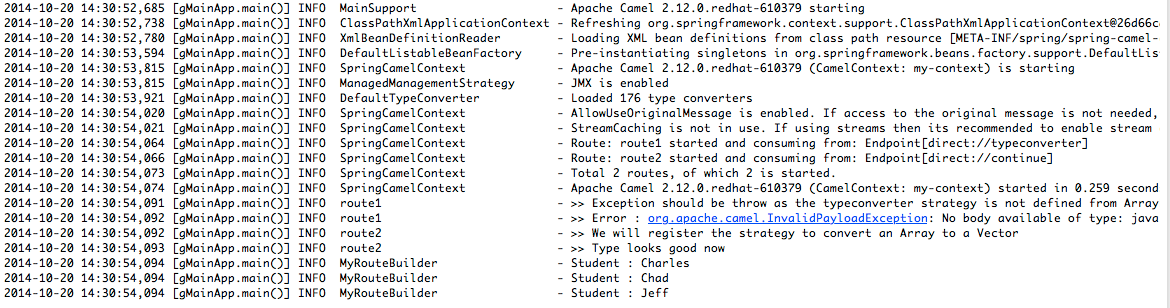 2014-10-20 14:30:52,685 [gMainApp.main()] INFO  MainSupport                    - Apache Camel 2.12.0.redhat-610379 starting
2014-10-20 14:30:52,738 [gMainApp.main()] INFO  ClassPathXmlApplicationContext - Refreshing org.springframework.context.support.ClassPathXmlApplicationContext@26d66c
2014-10-20 14:30:52,780 [gMainApp.main()] INFO  XmlBeanDefinitionReader        - Loading XML bean definitions from class path resource [META-INF/spring/spring-camel-
2014-10-20 14:30:53,594 [gMainApp.main()] INFO  DefaultListableBeanFactory     - Pre-instantiating singletons in org.springframework.beans.factory.support.DefaultLis
2014-10-20 14:30:53,815 [gMainApp.main()] INFO  SpringCamelContext             - Apache Camel 2.12.0.redhat-610379 (CamelContext: my-context) is starting
2014-10-20 14:30:53,815 [gMainApp.main()] INFO  ManagedManagementStrategy      - JMX is enabled
2014-10-20 14:30:53,921 [gMainApp.main()] INFO  DefaultTypeConverter           - Loaded 176 type converters
2014-10-20 14:30:54,020 [gMainApp.main()] INFO  SpringCamelContext             - AllowUseOriginalMessage is enabled. If access to the original message is not needed,
2014-10-20 14:30:54,021 [gMainApp.main()] INFO  SpringCamelContext             - StreamCaching is not in use. If using streams then its recommended to enable stream
2014-10-20 14:30:54,064 [gMainApp.main()] INFO  SpringCamelContext             - Route: route1 started and consuming from: Endpoint[direct://typeconverter]
2014-10-20 14:30:54,066 [gMainApp.main()] INFO  SpringCamelContext             - Route: route2 started and consuming from: Endpoint[direct://continue]
2014-10-20 14:30:54,073 [gMainApp.main()] INFO  SpringCamelContext             - Total 2 routes, of which 2 is started.
2014-10-20 14:30:54,074 [gMainApp.main()] INFO  SpringCamelContext             - Apache Camel 2.12.0.redhat-610379 (CamelContext: my-context) started in 0.259 second
2014-10-20 14:30:54,091 [gMainApp.main()] INFO  route1                         - >> Exception should be throw as the typeconverter strategy is not defined from Array
2014-10-20 14:30:54,092 [gMainApp.main()] INFO  route1                         - >> Error : org.apache.camel.InvalidPayloadException: No body available of type: java
2014-10-20 14:30:54,092 [gMainApp.main()] INFO  route2                         - >> We will register the strategy to convert an Array to a Vector
2014-10-20 14:30:54,093 [gMainApp.main()] INFO  route2                         - >> Type looks good now
2014-10-20 14:30:54,094 [gMainApp.main()] INFO  MyRouteBuilder                 - Student : Charles
2014-10-20 14:30:54,094 [gMainApp.main()] INFO  MyRouteBuilder                 - Student : Chad
2014-10-20 14:30:54,094 [gMainApp.main()] INFO  MyRouteBuilder                 - Student : Jeff